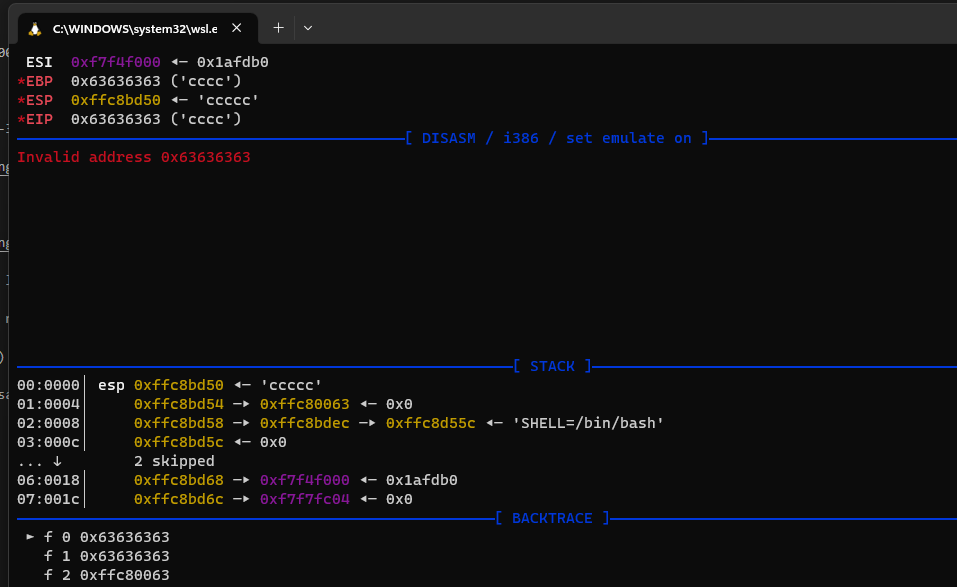 C:\WINDOWS\system32\wsl.e
ESI 0xf7f4f000 ◂— 0x1afdb0
*EBP 0x63636363 ('cccc')
*ESP 0xffc8bd50 ◂— 'ccccc'
*EIP 0x63636363 ('cccc')
[ DISASM / i386 / set emulate on ]
Invalid address 0x63636363
[ STACK ]
00:0000│ esp 0xffc8bd50 ◂— 'ccccc'
01:0004│ 0xffc8bd54 —▸ 0xffc80063 ◂— 0x0
02:0008│ 0xffc8bd58 —▸ 0xffc8bdec —▸ 0xffc8d55c ◂— 'SHELL=/bin/bash'
03:000c│ 0xffc8bd5c ◂— 0x0
... ↓ 2 skipped
06:0018│ 0xffc8bd68 —▸ 0xf7f4f000 ◂— 0x1afdb0
07:001c│ 0xffc8bd6c —▸ 0xf7f7fc04 ◂— 0x0
[ BACKTRACE ]
► f 0 0x63636363
f 1 0x63636363
f 2 0xffc80063